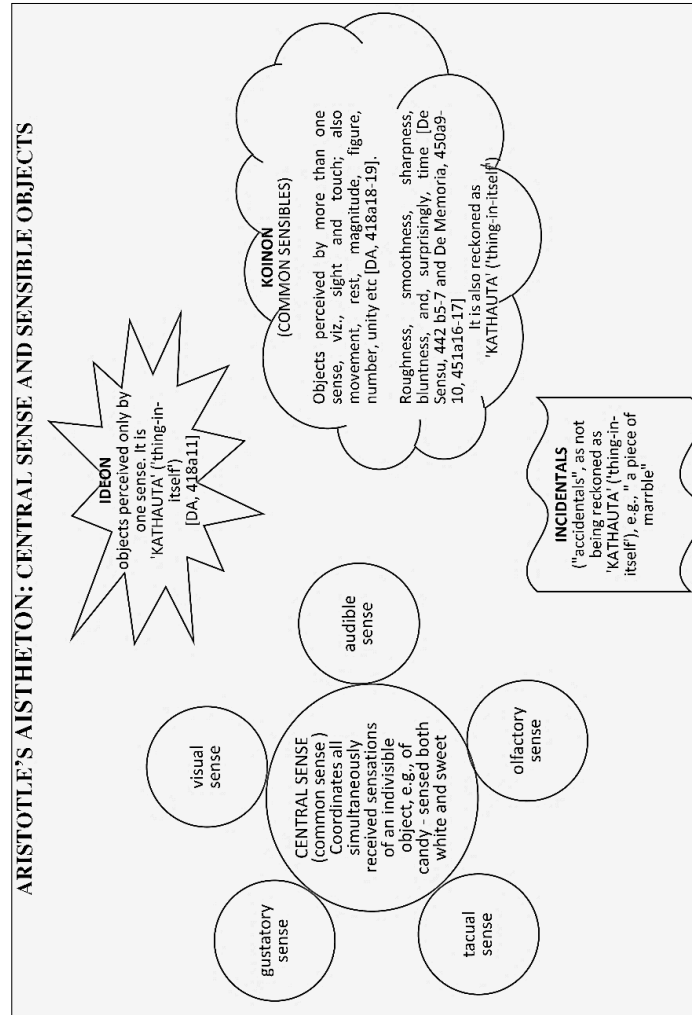 ARISTOTLE'S AISTHETON: CENTRAL SENSE AND SENSIBLE OBJECTS
visual
sense
gustatory
sense
audible
sense
CENTRAL SENSE
(common sense )
Coordinates all
simultaneously
received sensations
of an indivisible
object, e.g., of
candy - sensed both
white and sweet
tacual
sense
olfactory
sense
IDEON
objects perceived only by
one sense. It is
'KATHAUTA' ('thing-in-
itself')
[DA, 418a11]
KOINON
(COMMON SENSIBLES)
Objects perceived by more than one
sense, viz., sight and touch; also
movement, rest, magnitude, figure,
number, unity etc [DA, 418a18-19].
Roughness, smoothness, sharpness,
bluntness, and, surprisingly, time [De
Sensu, 442 b5-7 and De Memoria, 450a9-
10, 451a16-17]
It is also reckoned as
'KATHAUTA' ('thing-in-itself')
INCIDENTALS
("accidentals", as not
being reckoned as
'KATHAUTA' ('thing-in-
itself'), e.g., " a piece of
marrble"